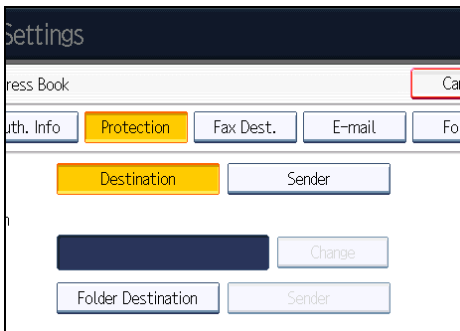 Settings
ress Book
Ca
uth. Info Protection Fax Dest. E-mail Fo
Destination Sender
n
Change
Folder Destination Sender